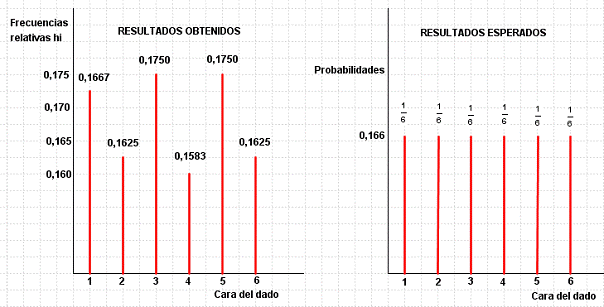 Frecuencias
relativas hi
RESULTADOS OBTENIDOS
0,175
0,170
0,165
0,160
0,1667
0,1625
0,1750
0,1583
0,1750
0,1625
1 2 3 4 5 6
Cara del dado
RESULTADOS ESPERADOS
Probabilidades
1/6 1/6 1/6 1/6 1/6 1/6
0,166
1 2 3 4 5 6
Cara del dado